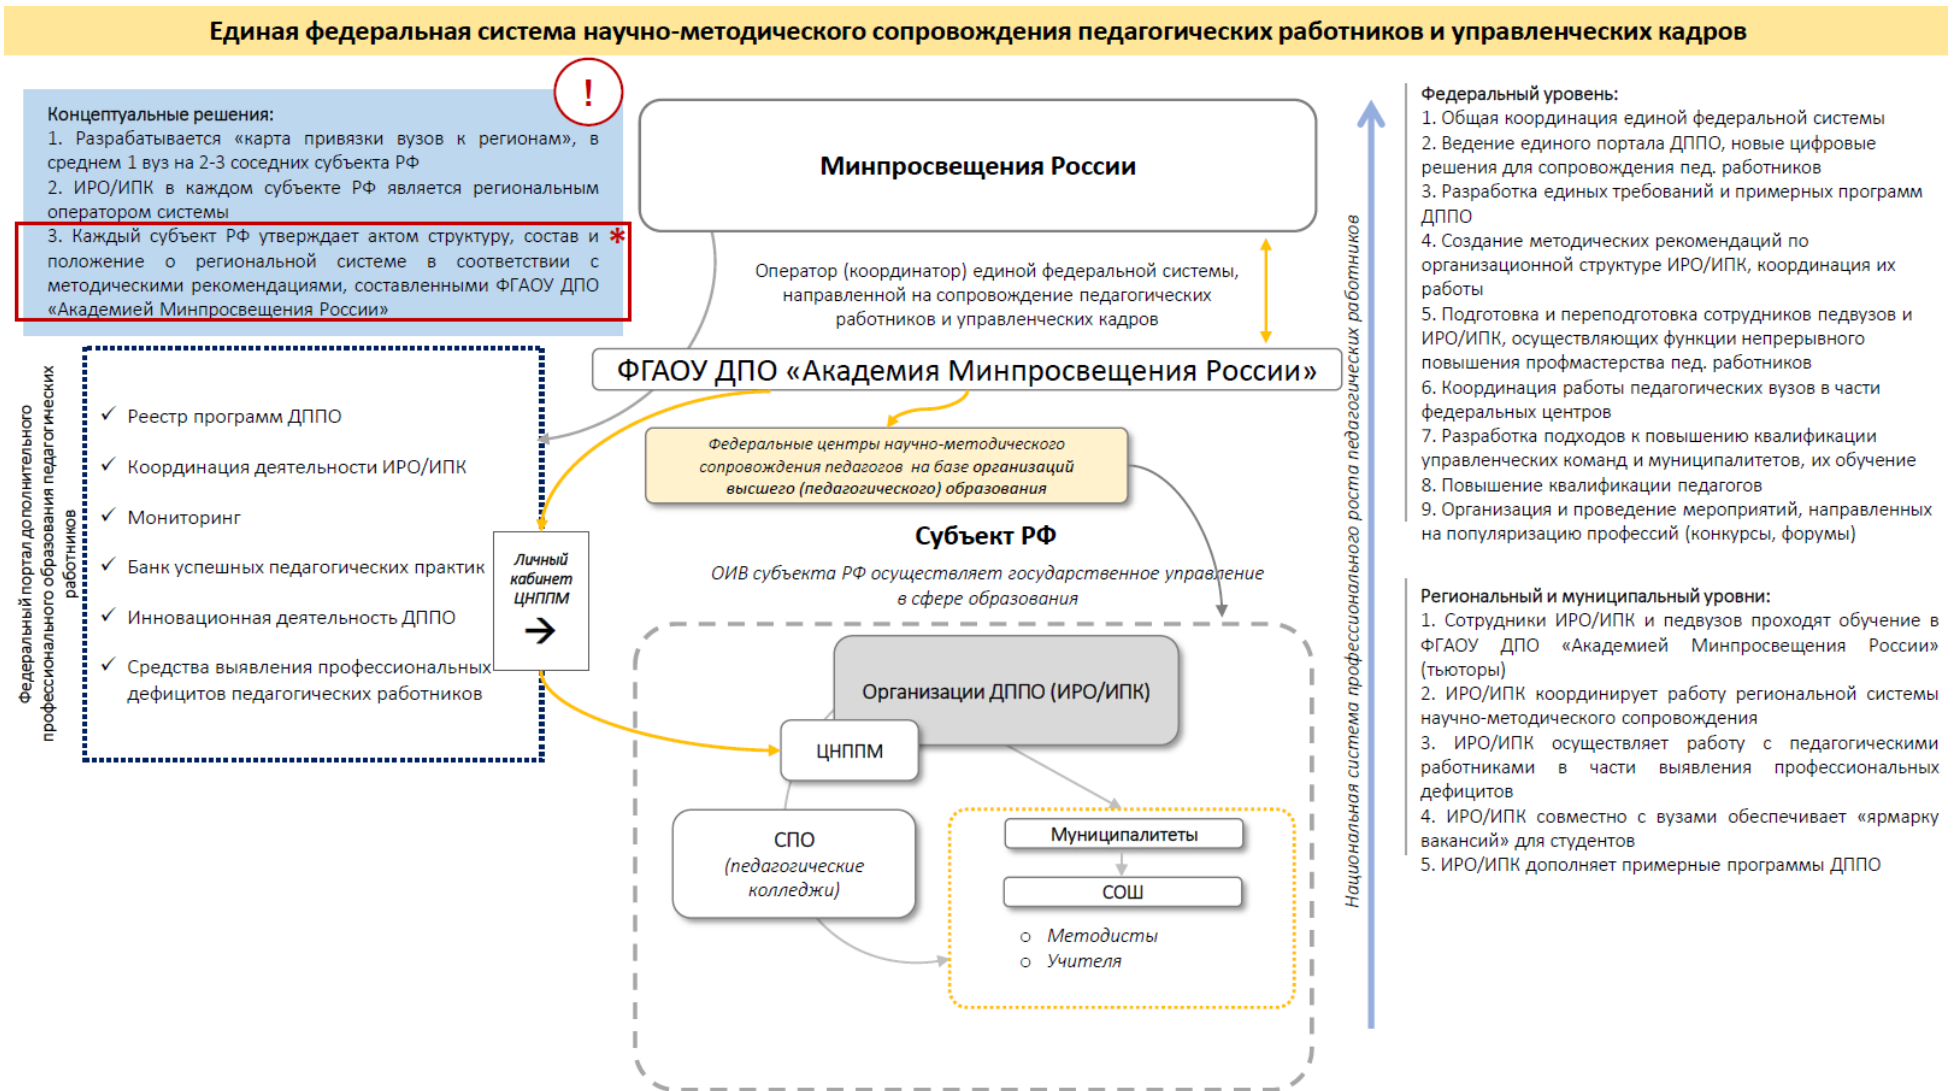 Единая федеральная система научно-методического сопровождения педагогических работников и управленческих кадров
!
Концептуальные решения:
1. Разрабатывается «карта привязки вузов к регионам», в
среднем 1 вуз на 2-3 соседних субъекта РФ
2. ИРО/ИПК в каждом субъекте РФ является региональным
оператором системы
3. Каждый субъект РФ утверждает актом структуру, состав и *
положение о региональной системе в соответствии с
методическими рекомендациями, составленными ФГАОУ ДПО
«Академией Минпросвещения России»
Федеральный портал дополнительного
профессионального образования педагогических
работников
✓ Реестр программ ДППО
✓ Координация деятельности ИРО/ИПК
✓ Мониторинг
✓ Банк успешных педагогических практик
✓ Инновационная деятельность ДППО
✓ Средства выявления профессиональных
дефицитов педагогических работников
Личный
кабинет
ЦНППМ
→
Минпросвещения России
Оператор (координатор) единой федеральной системы,
направленной на сопровождение педагогических
работников и управленческих кадров
ФГАОУ ДПО «Академия Минпросвещения России»
Федеральные центры научно-методического
сопровождения педагогов на базе организаций
высшего (педагогического) образования
Субъект РФ
ОИВ субъекта РФ осуществляет государственное управление
в сфере образования
Организации ДППО (ИРО/ИПК)
ЦНППМ
СПО
(педагогические
колледжи)
Муниципалитеты
СОШ
o Методисты
o Учителя
Национальная система профессионального роста педагогических работников
Федеральный уровень:
1. Общая координация единой федеральной системы
2. Ведение единого портала ДППО, новые цифровые
решения для сопровождения пед. работников
3. Разработка единых требований и примерных программ
ДППО
4. Создание методических рекомендаций по
организационной структуре ИРО/ИПК, координация их
работы
5. Подготовка и переподготовка сотрудников педвузов и
ИРО/ИПК, осуществляющих функции непрерывного
повышения профмастерства пед. работников
6. Координация работы педагогических вузов в части
федеральных центров
7. Разработка подходов к повышению квалификации
управленческих команд и муниципалитетов, их обучение
8. Повышение квалификации педагогов
9. Организация и проведение мероприятий, направленных
на популяризацию профессий (конкурсы, форумы)
Региональный и муниципальный уровни:
1. Сотрудники ИРО/ИПК и педвузов проходят обучение в
ФГАОУ ДПО «Академией Минпросвещения России»
(тьюторы)
2. ИРО/ИПК координирует работу региональной системы
научно-методического сопровождения
3. ИРО/ИПК осуществляет работу с педагогическими
работниками в части выявления профессиональных
дефицитов
4. ИРО/ИПК совместно с вузами обеспечивает «ярмарку
вакансий» для студентов
5. ИРО/ИПК дополняет примерные программы ДППО